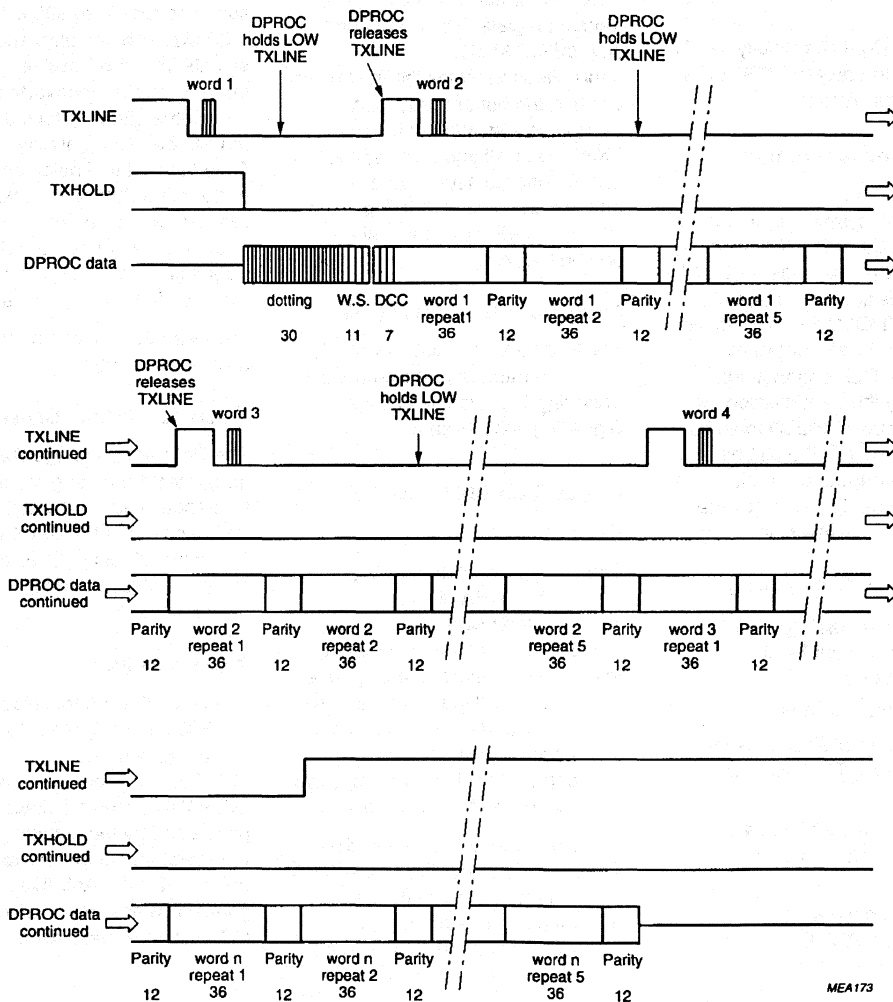 DPROC
releases
TXLINE
DPROC
holds LOW
TXLINE
DPROC
holds LOW
TXLINE
word 1
word 2
TXLINE
TXHOLD
DPROC data
dotting W.S. DCC word 1 Parity word 1 Parity word 1 Parity
repeat1 repeat 2 repeat 5
30 11 7 36 12 36 12 36 12
DPROC
releases
TXLINE
DPROC
holds LOW
TXLINE
word 3
word 4
TXLINE
continued
TXHOLD
continued
DPROC data
continued
Parity word 2 Parity word 2 Parity word 2 Parity word 3 Parity
repeat 1 repeat 2 repeat 5 repeat 1
12 36 12 36 12 36 12 36 12
TXLINE
continued
TXHOLD
continued
DPROC data
continued
Parity word n Parity word n Parity word n Parity
repeat 1 repeat 2 repeat 5
12 36 12 36 12 36 12
MEA173